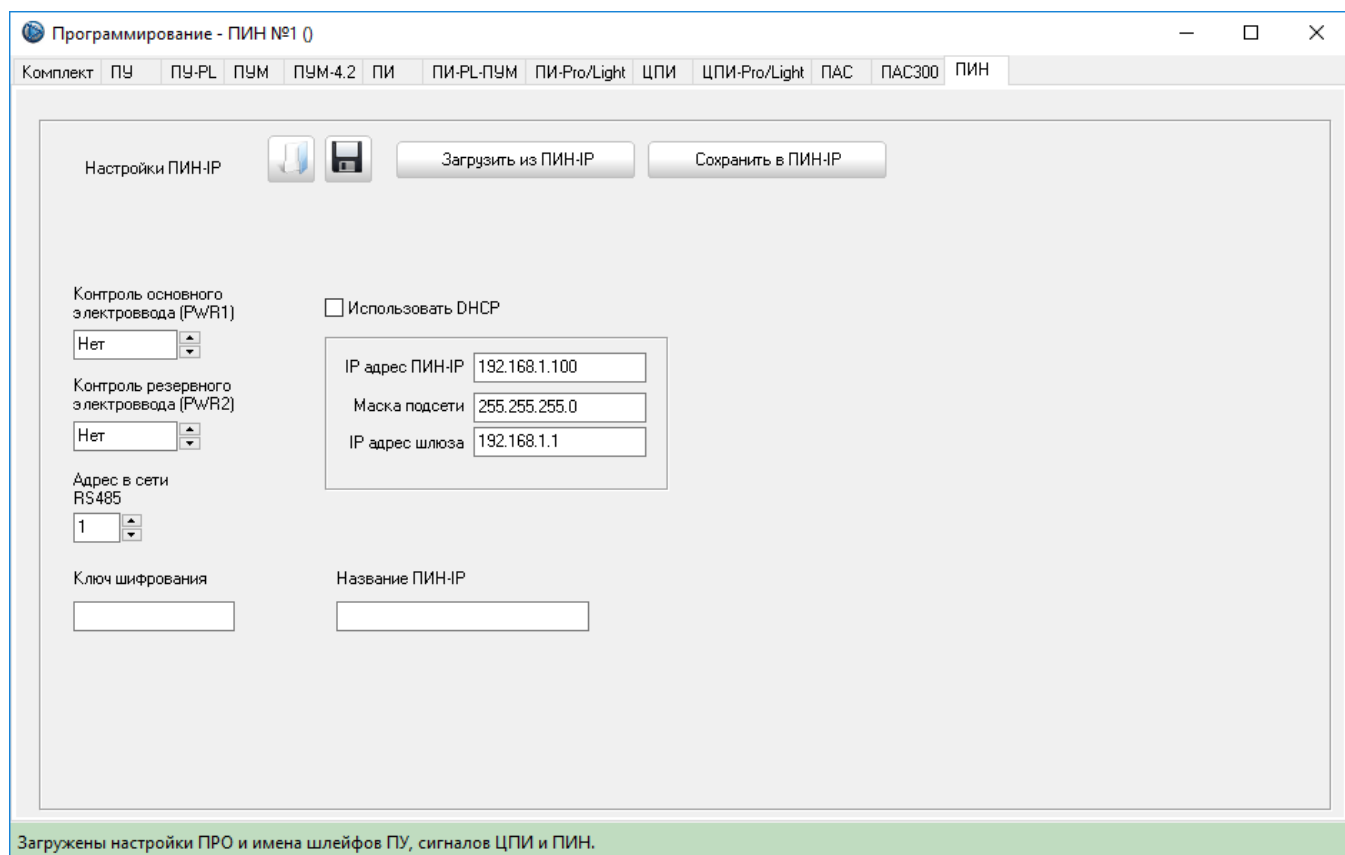 Программирование - ПИН №1 ()
Комплект ПУ ПУ-PL ПУМ ПУМ-4.2 ПИ ПИ-PL-ПУМ ПИ-Pro/Light ЦПИ ЦПИ-Pro/Light ПАС ПАС300 ПИН
Настройки ПИН-IP Загрузить из ПИН-IP Сохранить в ПИН-IP
Контроль основного
электроввода (PWR1)
Нет
Контроль резервного
электроввода (PWR2)
Нет
Адрес в сети
RS485
1
Использовать DHCP
IP адрес ПИН-IP 192.168.1.100
Маска подсети 255.255.255.0
IP адрес шлюза 192.168.1.1
Ключ шифрования
Название ПИН-IP
Загружены настройки ПРО и имена шлейфов ПУ, сигналов ЦПИ и ПИН.